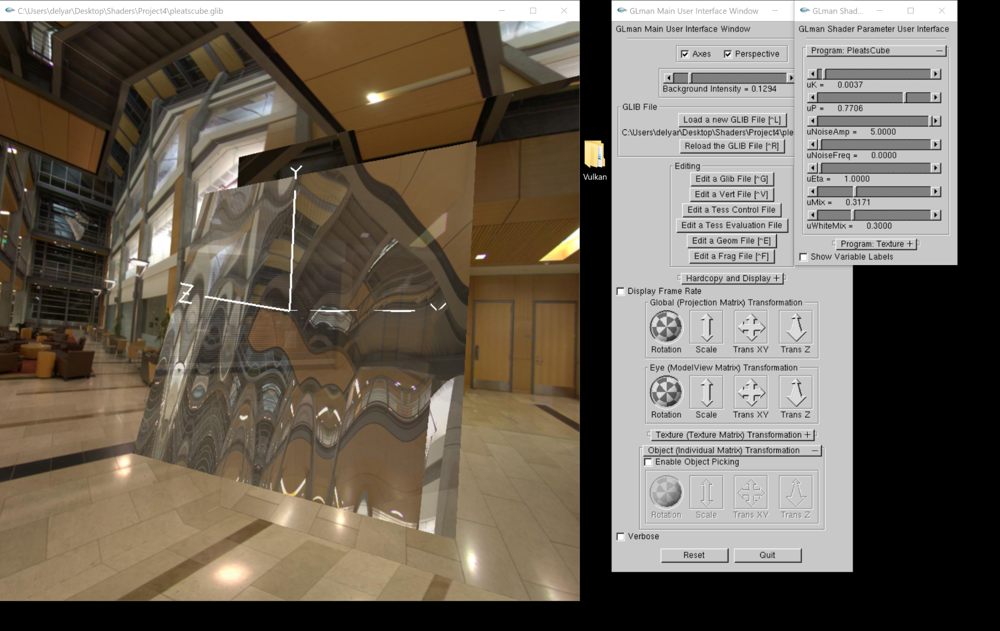 C:\Users\delyar\Desktop\Shaders\Project4\pleatscube.glib
Y
Z
Vulkan
GLman Main User Interface Window
GLman Main User Interface Window
Axes
Perspective
Background Intensity = 0.1294
GLIB File
Load a new GLIB File [^L]
C:\Users\delyar\Desktop\Shaders\Project4\ple
Reload the GLIB File [^R]
Editing
Edit a Glib File [^G]
Edit a Vert File [^V]
Edit a Tess Control File
Edit a Tess Evaluation File
Edit a Geom File [^E]
Edit a Frag File [^F]
Hardcopy and Display +
Display Frame Rate
Global (Projection Matrix) Transformation
Rotation Scale Trans XY Trans Z
Eye (ModelView Matrix) Transformation
Rotation Scale Trans XY Trans Z
Texture (Texture Matrix) Transformation +
Object (Individual Matrix) Transformation −
Enable Object Picking
Rotation Scale Trans XY Trans Z
Verbose
Reset Quit
GLman Shad...
GLman Shader Parameter User Interface
Program: PleatsCube −
uK = 0.0037
uP = 0.7706
uNoiseAmp = 5.0000
uNoiseFreq = 0.0000
uEta = 1.0000
uMix = 0.3171
uWhiteMix = 0.3000
Program: Texture +
Show Variable Labels